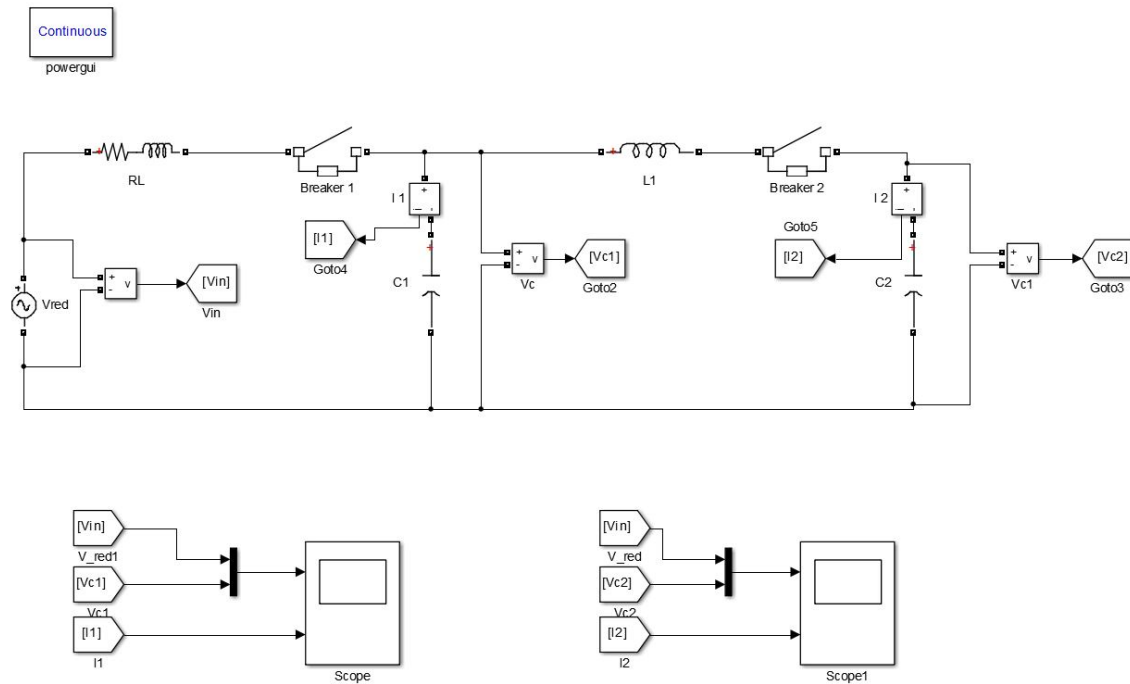 Continuous
powergui
RL
Breaker 1
L1
Breaker 2
I 1
I 2
[I1]
Goto4
Goto5
[I2]
C1
C2
Vred
v
[Vin]
Vin
v
Vc
[Vc1]
Goto2
v
Vc1
[Vc2]
Goto3
[Vin]
V_red1
[Vc1]
Vc1
[I1]
I1
Scope
[Vin]
V_red
[Vc2]
Vc2
[I2]
I2
Scope1